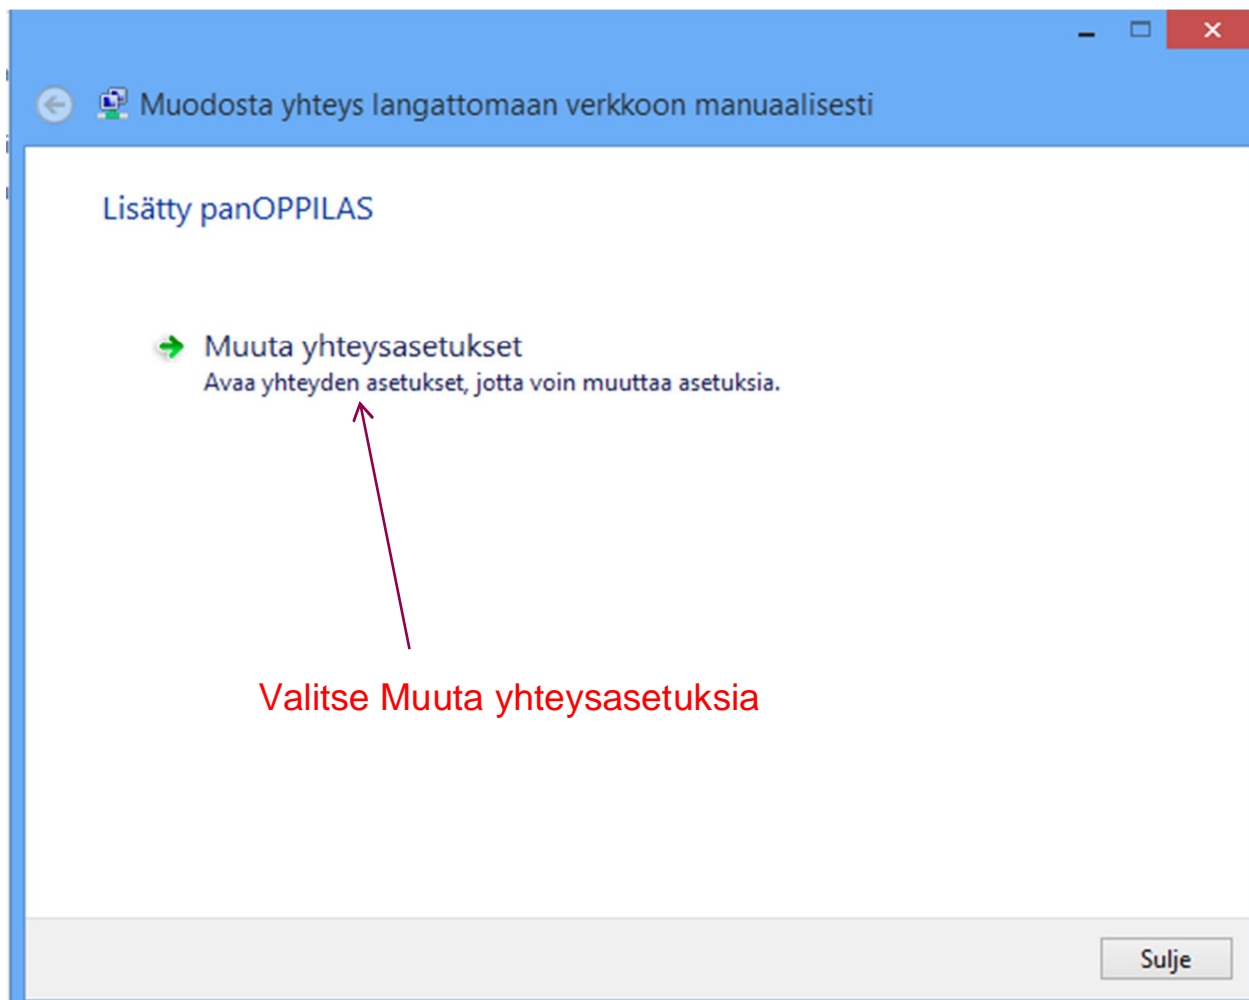 Muodosta yhteys langattomaan verkkoon manuaalisesti
Lisätty panOPPILAS
Muuta yhteysasetukset
Avaa yhteyden asetukset, jotta voin muuttaa asetuksia.
Valitse Muuta yhteysasetuksia
Sulje